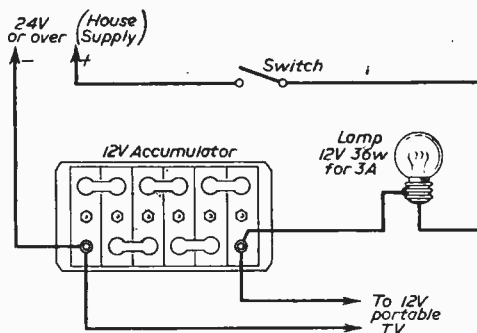 24V
or over
(House
Supply)
-
+
Switch
12V Accumulator
Lamp
12V 36w
for 3A
To 12V
portable
TV